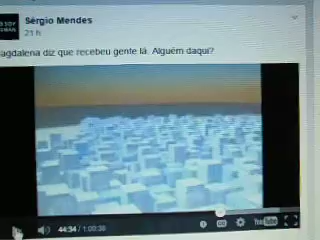 Sérgio Mendes
21 h
agdalena diz que recebeu gente lá. Alguém daqui?
44:34 / 1:00:38
YouTube